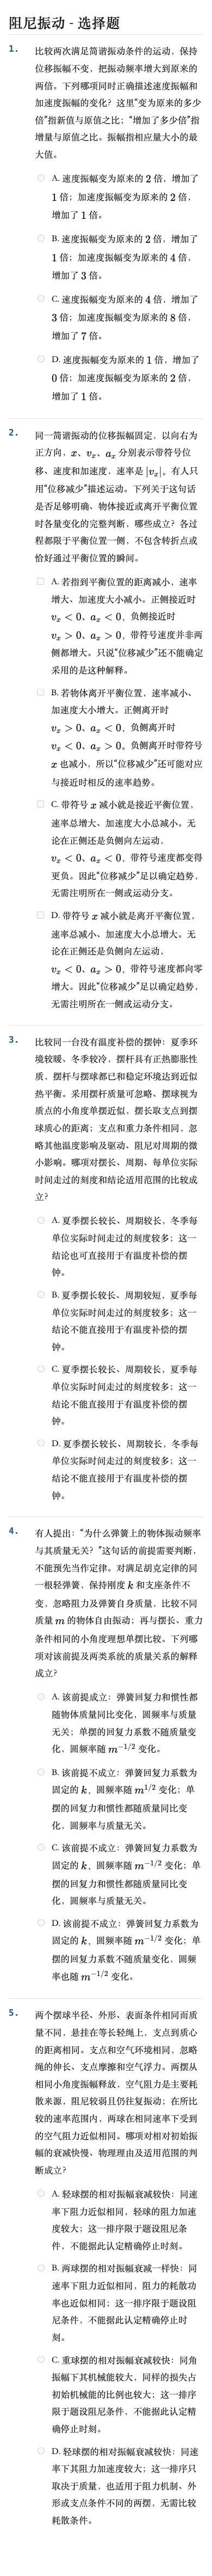 阻尼振动 - 选择题
1. 比较两次满足简谐振动条件的运动，保持
位移振幅不变，把振动频率增大到原来的
两倍。下列哪项同时正确描述速度振幅和
加速度振幅的变化？这里“变为原来的多少
倍”指新值与原值之比；“增加了多少倍”指
增量与原值之比。振幅指相应量大小的最
大值。
A. 速度振幅变为原来的 2 倍，增加了
1 倍；加速度振幅变为原来的 2 倍，
增加了 1 倍。
B. 速度振幅变为原来的 2 倍，增加了
1 倍；加速度振幅变为原来的 4 倍，
增加了 3 倍。
C. 速度振幅变为原来的 4 倍，增加了
3 倍；加速度振幅变为原来的 8 倍，
增加了 7 倍。
D. 速度振幅变为原来的 1 倍，增加了
0 倍；加速度振幅变为原来的 2 倍，
增加了 1 倍。
2. 同一简谐振动的位移振幅固定，以向右为
正方向，x、vₓ、aₓ 分别表示带符号位
移、速度和加速度，速率是 |vₓ|。有人只
用“位移减少”描述运动。下列关于这句话
是否足够明确、物体接近或离开平衡位置
时各量变化的完整判断，哪些成立？各过
程都限于平衡位置一侧，不包含转折点或
恰好通过平衡位置的瞬间。
A. 若指到平衡位置的距离减小，速率
增大、加速度大小减小。正侧接近时
vₓ < 0、aₓ < 0，负侧接近时
vₓ > 0、aₓ > 0，带符号速度并非两
侧都增大。只说“位移减少”还不能确定
采用的是这种解释。
B. 若物体离开平衡位置，速率减小、
加速度大小增大。正侧离开时
vₓ > 0、aₓ < 0，负侧离开时
vₓ < 0、aₓ > 0。负侧离开时带符号
x 也减小，所以“位移减少”还可能对应
与接近时相反的速率趋势。
C. 带符号 x 减小就是接近平衡位置，
速率总增大、加速度大小总减小。无
论在正侧还是负侧向左运动，
vₓ < 0、aₓ < 0，带符号速度都变得
更负。因此“位移减少”足以确定趋势，
无需注明所在一侧或运动分支。
D. 带符号 x 减小就是离开平衡位置，
速率总减小、加速度大小总增大。无
论在正侧还是负侧向左运动，
vₓ < 0、aₓ > 0，带符号速度都向零
增大。因此“位移减少”足以确定趋势，
无需注明所在一侧或运动分支。
3. 比较同一台没有温度补偿的摆钟：夏季环
境较暖、冬季较冷，摆杆具有正热膨胀性
质，摆杆与摆球都已和稳定环境达到近似
热平衡。采用摆杆质量可忽略、摆球视为
质点的小角度单摆近似，摆长取支点到摆
球质心的距离；支点和重力条件相同，忽
略其他温度影响及驱动、阻尼对周期的微
小影响。哪项对摆长、周期、每单位实际
时间走过的刻度和结论适用范围的比较成
立？
A. 夏季摆长较长、周期较长，冬季每
单位实际时间走过的刻度较多；这一
结论也可直接用于有温度补偿的摆
钟。
B. 夏季摆长较长、周期较短，夏季每
单位实际时间走过的刻度较多；这一
结论不能直接用于有温度补偿的摆
钟。
C. 夏季摆长较长、周期较长，夏季每
单位实际时间走过的刻度较多；这一
结论不能直接用于有温度补偿的摆
钟。
D. 夏季摆长较长、周期较长，冬季每
单位实际时间走过的刻度较多；这一
结论不能直接用于有温度补偿的摆
钟。
4. 有人提出：“为什么弹簧上的物体振动频率
与其质量无关？”这句话的前提需要判断，
不能预先当作定律。对满足胡克定律的同
一根轻弹簧，保持刚度 k 和支座条件不
变，忽略阻力及弹簧自身质量，比较不同
质量 m 的物体自由振动；再与摆长、重力
条件相同的小角度理想单摆比较。下列哪
项对该前提及两类系统的质量关系的解释
成立？
A. 该前提成立：弹簧回复力和惯性都
随物体质量同比变化，圆频率与质量
无关；单摆的回复力系数不随质量变
化，圆频率随 m⁻¹ᐟ² 变化。
B. 该前提不成立：弹簧回复力系数为
固定的 k，圆频率随 m¹ᐟ² 变化；单
摆的回复力和惯性都随质量同比变
化，圆频率与质量无关。
C. 该前提不成立：弹簧回复力系数为
固定的 k，圆频率随 m⁻¹ᐟ² 变化；单
摆的回复力和惯性都随质量同比变
化，圆频率与质量无关。
D. 该前提不成立：弹簧回复力系数为
固定的 k，圆频率随 m⁻¹ᐟ² 变化；单
摆的回复力系数不随质量变化，圆频
率也随 m⁻¹ᐟ² 变化。
5. 两个摆球半径、外形、表面条件相同而质
量不同，悬挂在等长轻绳上，支点到质心
的距离相同。支点和空气环境相同，忽略
绳的伸长、支点摩擦和空气浮力。两摆从
相同小角度振幅释放，空气阻力是主要耗
散来源，阻尼较弱且仍往复振动；在所比
较的速率范围内，两球在相同速率下受到
的空气阻力近似相同。哪项对相对初始振
幅的衰减快慢、物理理由及适用范围的判
断成立？
A. 轻球摆的相对振幅衰减较快：同速
率下阻力近似相同，轻球的阻力加速
度较大；这一排序限于题设阻尼条
件，不能据此认定精确停止时刻。
B. 两球摆的相对振幅衰减一样快：同
速率下阻力近似相同，阻力的耗散功
率也近似相同；这一排序限于题设阻
尼条件，不能据此认定精确停止时
刻。
C. 重球摆的相对振幅衰减较快：同角
振幅下其机械能较大，同样的损失占
初始机械能的比例也较大；这一排序
限于题设阻尼条件，不能据此认定精
确停止时刻。
D. 轻球摆的相对振幅衰减较快：同速
率下其阻力加速度较大；这一排序只
取决于质量，也适用于阻力机制、外
形或支点条件不同的两摆，无需比较
耗散条件。